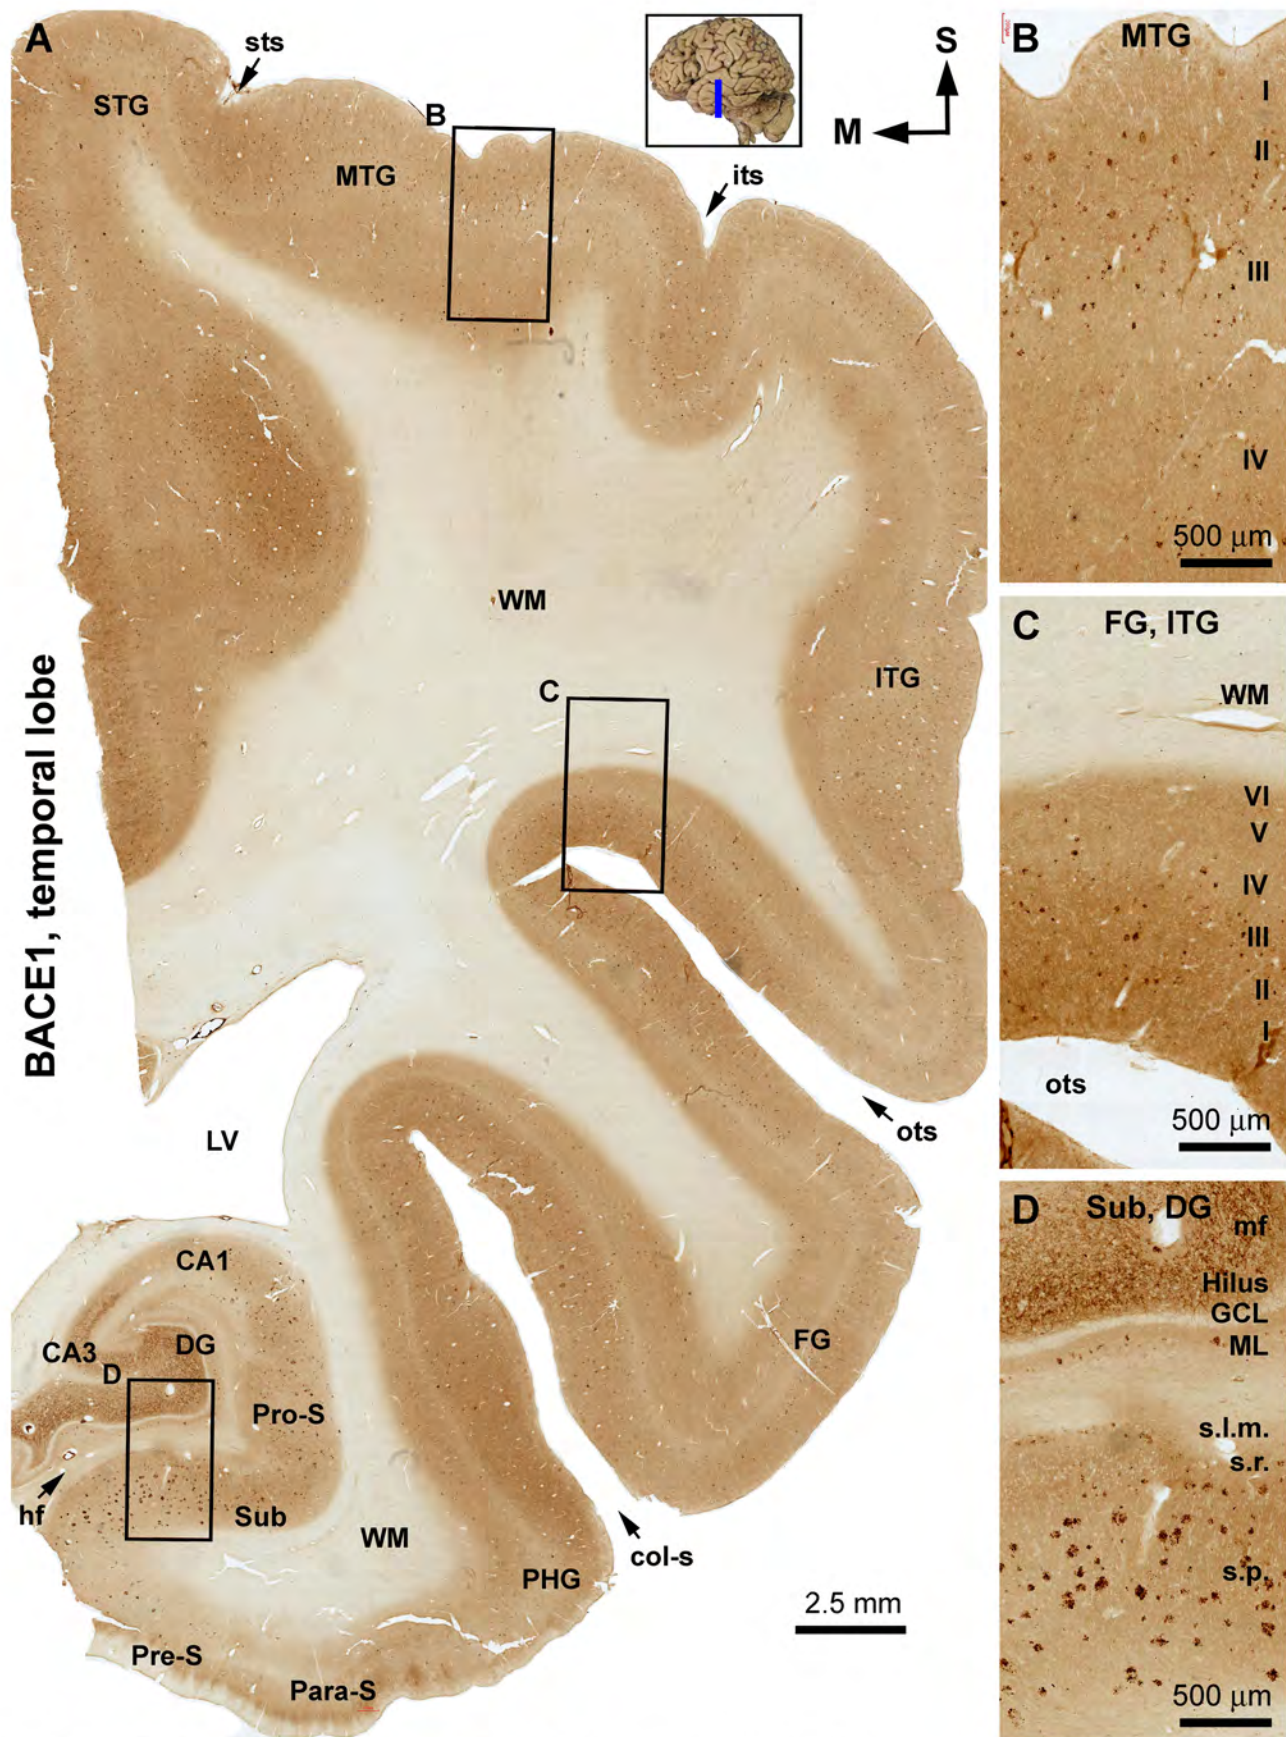 A
sts
STG
B
MTG
its
S
M
WM
C
ITG
BACE1, temporal lobe
ots
LV
CA1
DG
CA3
D
Pro-S
FG
hf
Sub
WM
col-s
PHG
2.5 mm
Pre-S
Para-S
B
MTG
I
II
III
IV
500 µm
C
FG, ITG
WM
VI
V
IV
III
II
I
ots
500 µm
D
Sub, DG
mf
Hilus
GCL
ML
s.l.m.
s.r.
s.p.
500 µm